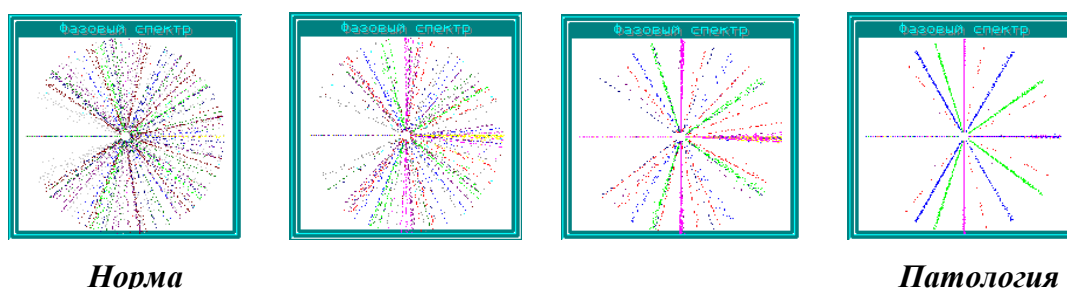 Фазовый спектр
Фазовый спектр
Фазовый спектр
Фазовый спектр
Норма
Патология